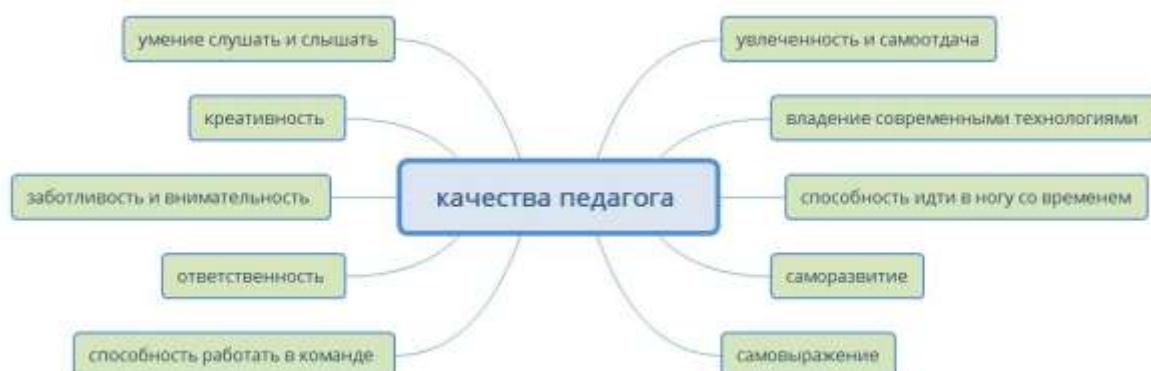 умение слушать и слышать
увлеченность и самоотдача
креативность
владение современными технологиями
качества педагога
заботливость и внимательность
способность идти в ногу со временем
ответственность
саморазвитие
способность работать в команде
самовыражение